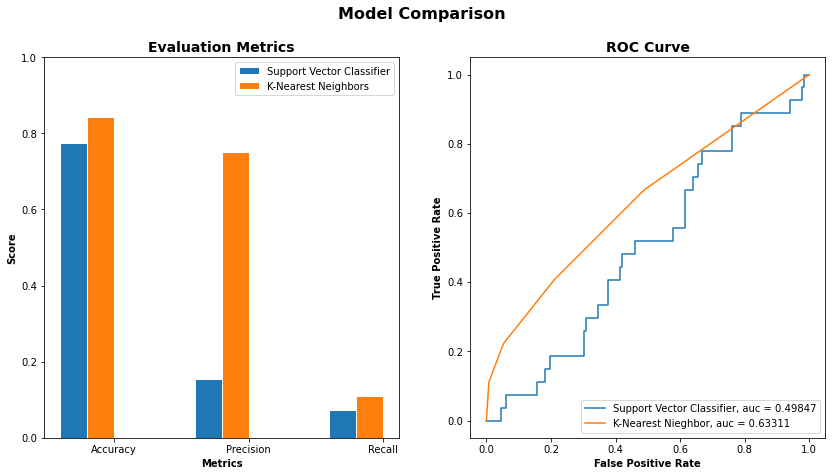 Model Comparison
Evaluation Metrics
1.0
0.8
0.6
0.4
0.2
0.0
Score
Support Vector Classifier
K-Nearest Neighbors
Accuracy
Precision
Recall
Metrics
ROC Curve
1.0
0.8
0.6
0.4
0.2
0.0
True Positive Rate
Support Vector Classifier, auc = 0.49847
K-Nearest Nieghbor, auc = 0.63311
0.0
0.2
0.4
0.6
0.8
1.0
False Positive Rate